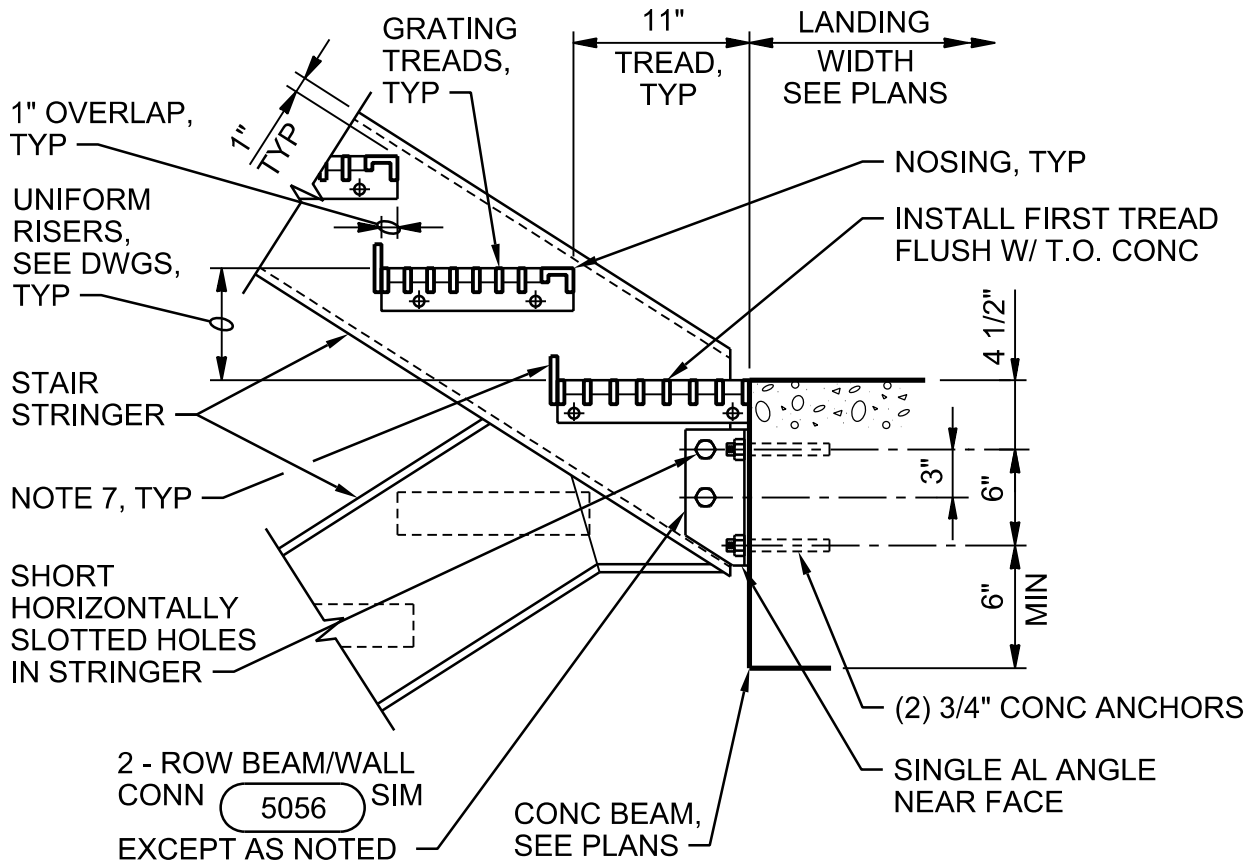 GRATING
TREADS,
TYP
11"
TREAD,
TYP
LANDING
WIDTH
SEE PLANS
1" OVERLAP,
TYP
1"
TYP
NOSING, TYP
UNIFORM
RISERS,
SEE DWGS,
TYP
INSTALL FIRST TREAD
FLUSH W/ T.O. CONC
4 1/2"
STAIR
STRINGER
3"
6"
NOTE 7, TYP
SHORT
HORIZONTALLY
SLOTTED HOLES
IN STRINGER
6"
MIN
(2) 3/4" CONC ANCHORS
2 - ROW BEAM/WALL
CONN 5056 SIM
EXCEPT AS NOTED
CONC BEAM,
SEE PLANS
SINGLE AL ANGLE
NEAR FACE